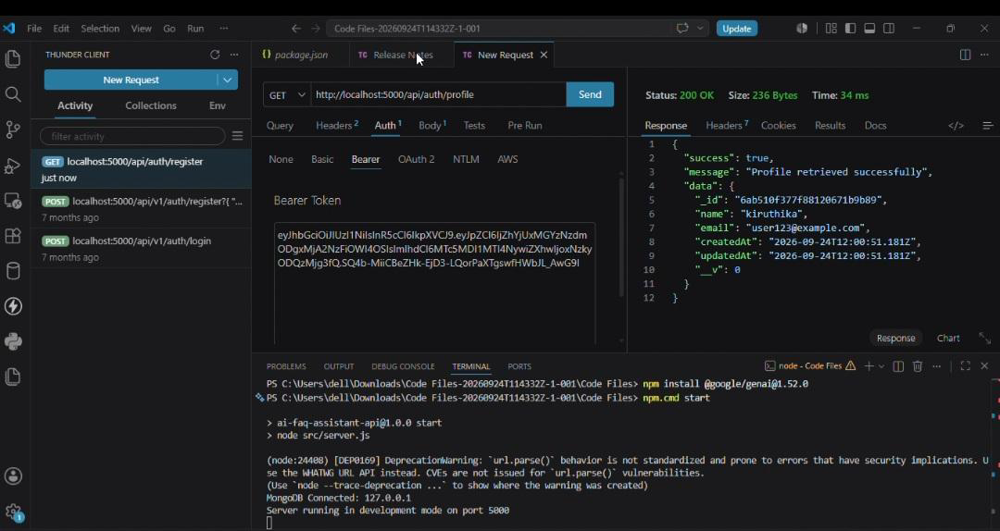 File Edit Selection View Go Run ··· Code Files-20260924T114332Z-1-001 Update
THUNDER CLIENT
New Request
Activity Collections Env
filter activity
GET localhost:5000/api/auth/register
just now
POST localhost:5000/api/v1/auth/register?{ "...
7 months ago
POST localhost:5000/api/v1/auth/login
7 months ago
{} package.json TC Release Notes TC New Request
GET http://localhost:5000/api/auth/profile Send
Query Headers 2 Auth 1 Body 1 Tests Pre Run
None Basic Bearer OAuth 2 NTLM AWS
Bearer Token
Status: 200 OK Size: 236 Bytes Time: 34 ms
Response Headers 7 Cookies Results Docs </>
1 {
2 "success": true,
3 "message": "Profile retrieved successfully",
4 "data": {
5 "_id": "6ab510f377f88120671b9b89",
6 "name": "kiruthika",
7 "email": "user123@example.com",
8 "createdAt": "2026-09-24T12:00:51.181Z",
9 "updatedAt": "2026-09-24T12:00:51.181Z",
10 "__v": 0
11 }
12 }
Response Chart
PROBLEMS OUTPUT DEBUG CONSOLE TERMINAL PORTS node - Code Files
PS C:\Users\dell\Downloads\Code Files-20260924T114332Z-1-001\Code Files> npm install @google/genai@1.52.0
PS C:\Users\dell\Downloads\Code Files-20260924T114332Z-1-001\Code Files> npm.cmd start
> ai-faq-assistant-api@1.0.0 start
> node src/server.js
(node:24408) [DEP0169] DeprecationWarning: `url.parse()` behavior is not standardized and prone to errors that have security implications. U
se the WHATWG URL API instead. CVEs are not issued for `url.parse()` vulnerabilities.
(Use `node --trace-deprecation ...` to show where the warning was created)
MongoDB Connected: 127.0.0.1
Server running in development mode on port 5000
1